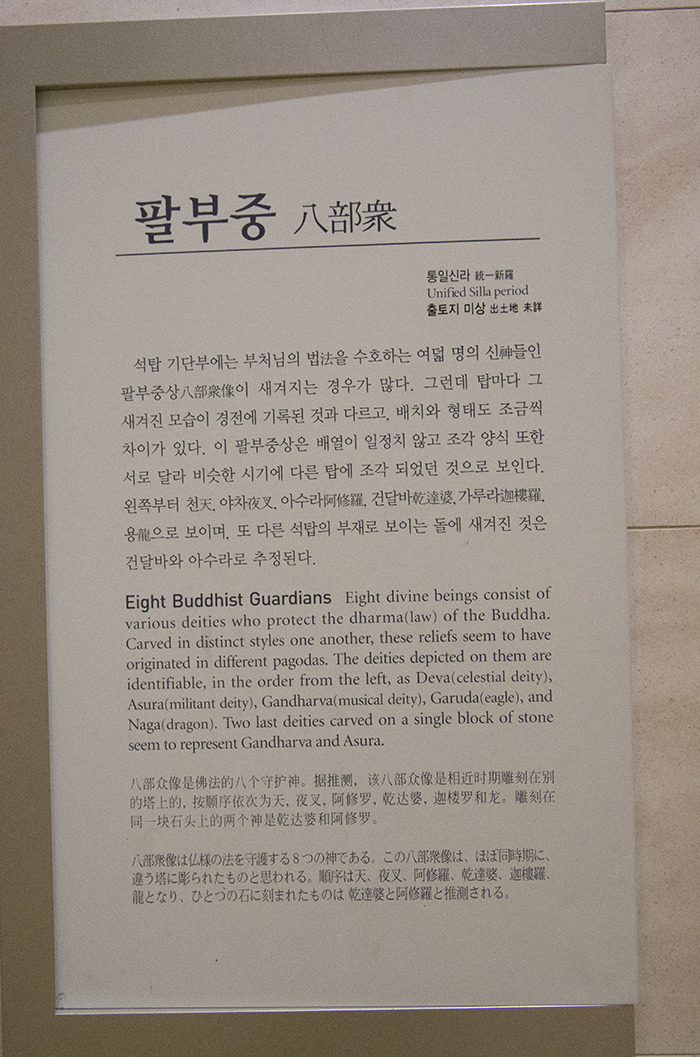 팔부중 八部衆
통일신라 統一新羅
Unified Silla period
출토지 미상 出土地 未詳
석탑 기단부에는 부처님의 법法을 수호하는 여덟 명의 신神들인
팔부중상八部衆像이 새겨지는 경우가 많다. 그런데 탑마다 그
새겨진 모습이 경전에 기록된 것과 다르고, 배치와 형태도 조금씩
차이가 있다. 이 팔부중상은 배열이 일정치 않고 조각 양식 또한
서로 달라 비슷한 시기에 다른 탑에 조각 되었던 것으로 보인다.
왼쪽부터 천天, 야차夜叉, 아수라阿修羅, 건달바乾達婆, 가루라迦樓羅,
용龍으로 보이며, 또 다른 석탑의 부재로 보이는 돌에 새겨진 것은
건달바와 아수라로 추정된다.
Eight Buddhist Guardians Eight divine beings consist of
various deities who protect the dharma(law) of the Buddha.
Carved in distinct styles one another, these reliefs seem to have
originated in different pagodas. The deities depicted on them are
identifiable, in the order from the left, as Deva(celestial deity),
Asura(militant deity), Gandharva(musical deity), Garuda(eagle), and
Naga(dragon). Two last deities carved on a single block of stone
seem to represent Gandharva and Asura.
八部众像是佛法的八个守护神。据推测，该八部众像是相近时期雕刻在别
的塔上的, 按顺序依次为天, 夜叉, 阿修罗, 乾达婆, 迦楼罗和龙。雕刻在
同一块石头上的两个神是乾达婆和阿修罗。
八部衆像は仏様の法を守護する8つの神である。この八部衆像は、ほぼ同時期に、
違う塔に彫られたものと思われる。順序は天、夜叉、阿修羅、乾達婆、迦樓羅、
龍となり、ひとつの石に刻まれたものは 乾達婆と阿修羅と推測される。